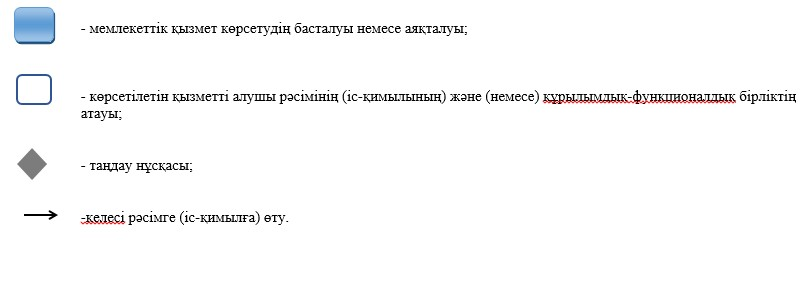 - мемлекеттік қызмет көрсетудің басталуы немесе аяқталуы;
- көрсетілетін қызметті алушы рәсімінің (іс-қимылының) және (немесе) құрылымдық-функционалдық бірліктің
атауы;
- таңдау нұсқасы;
-келесі рәсімге (іс-қимылға) өту.